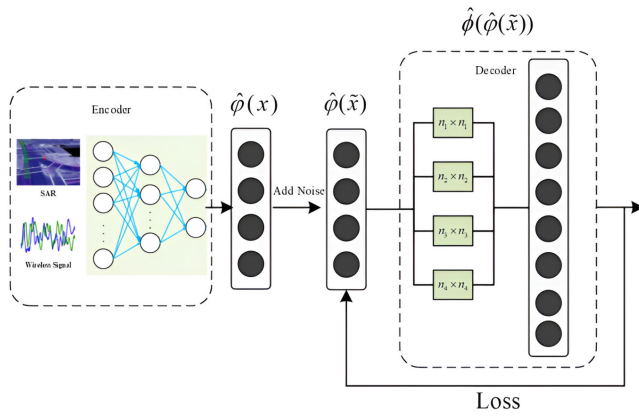 φ̂(φ̂(x̃))
Decoder
Encoder
φ̂(x)
φ̂(x̃)
SAR
Wireless Signal
Add Noise
n₁ × n₁
n₂ × n₂
n₃ × n₃
n₄ × n₄
Loss